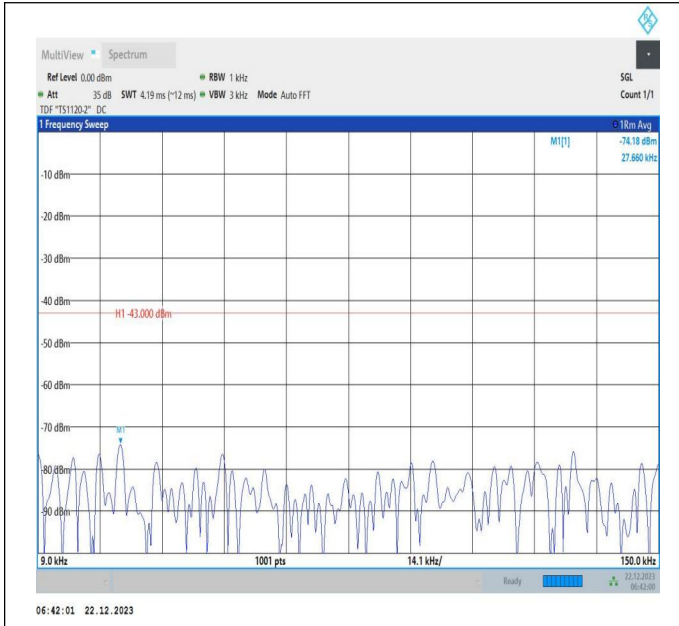 R S
MultiView Spectrum
Ref Level 0.00 dBm RBW 1 kHz SGL
Att 35 dB SWT 4.19 ms (~12 ms) VBW 3 kHz Mode Auto FFT Count 1/1
TDF "TS1120-2" DC
1 Frequency Sweep 1Rm Avg
M1[1] -74.18 dBm
27.660 kHz
-10 dBm
-20 dBm
-30 dBm
-40 dBm
H1 -43.000 dBm
-50 dBm
-60 dBm
-70 dBm
M1
-80 dBm
-90 dBm
9.0 kHz 1001 pts 14.1 kHz/ 150.0 kHz
Ready 22.12.2023
06:42:00
06:42:01 22.12.2023